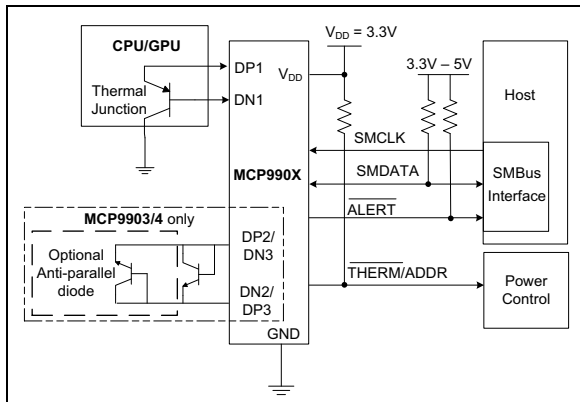 CPU/GPU
Thermal
Junction
DP1
DN1
VDD
VDD = 3.3V
3.3V – 5V
Host
SMCLK
SMDATA
SMBus
Interface
MCP990X
ALERT
MCP9903/4 only
Optional
Anti-parallel
diode
DP2/
DN3
DN2/
DP3
THERM/ADDR
Power
Control
GND